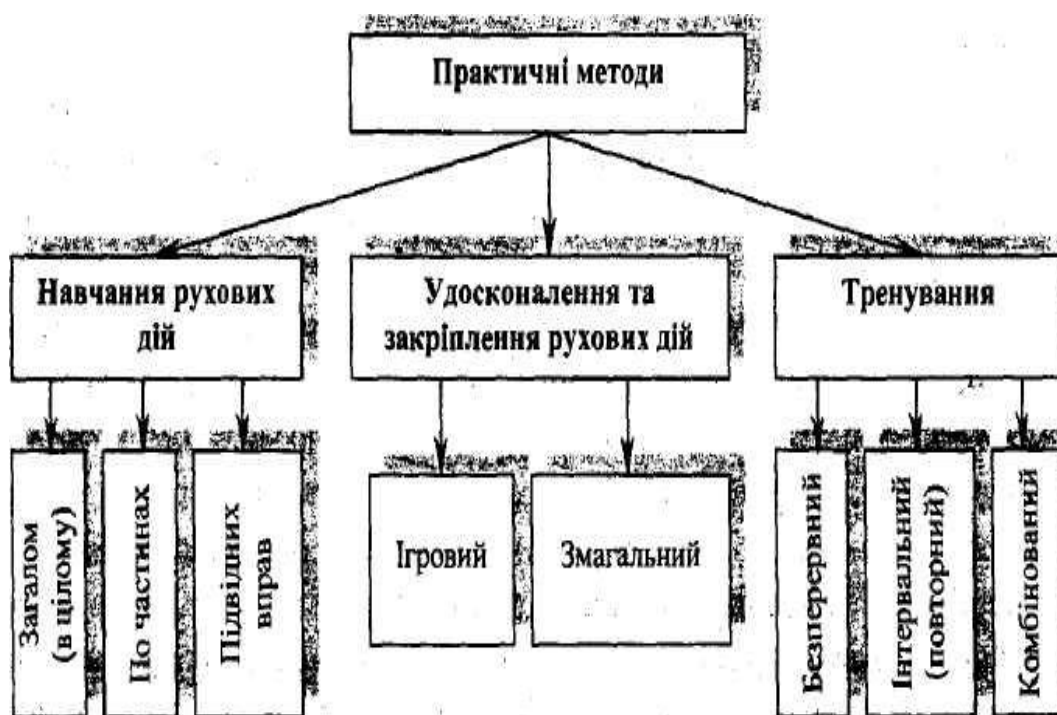 Практичні методи
Навчання рухових
дій
Удосконалення та
закріплення рухових дій
Тренування
Загалом
(в цілому)
По частинах
Підвідних
вправ
Ігровий
Змагальний
Безперервний
Інтервальний
(повторний)
Комбінований